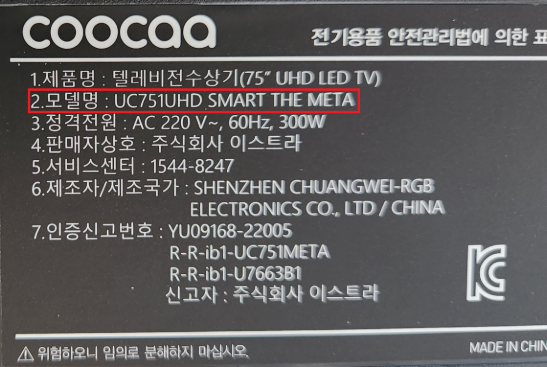 coocaa
전기용품 안전관리법에 의한 표
1.제품명 : 텔레비전수상기(75" UHD LED TV)
2.모델명 : UC751UHD SMART THE META
3.정격전원 : AC 220 V~, 60Hz, 300W
4.판매자상호 : 주식회사 이스트라
5.서비스센터 : 1544-8247
6.제조자/제조국가 : SHENZHEN CHUANGWEI-RGB
ELECTRONICS CO., LTD / CHINA
7.인증신고번호 : YU09168-22005
R-R-ib1-UC751META
R-R-ib1-U7663B1
신고자 : 주식회사 이스트라
⚠ 위험하오니 임의로 분해하지 마십시오.
MADE IN CHIN